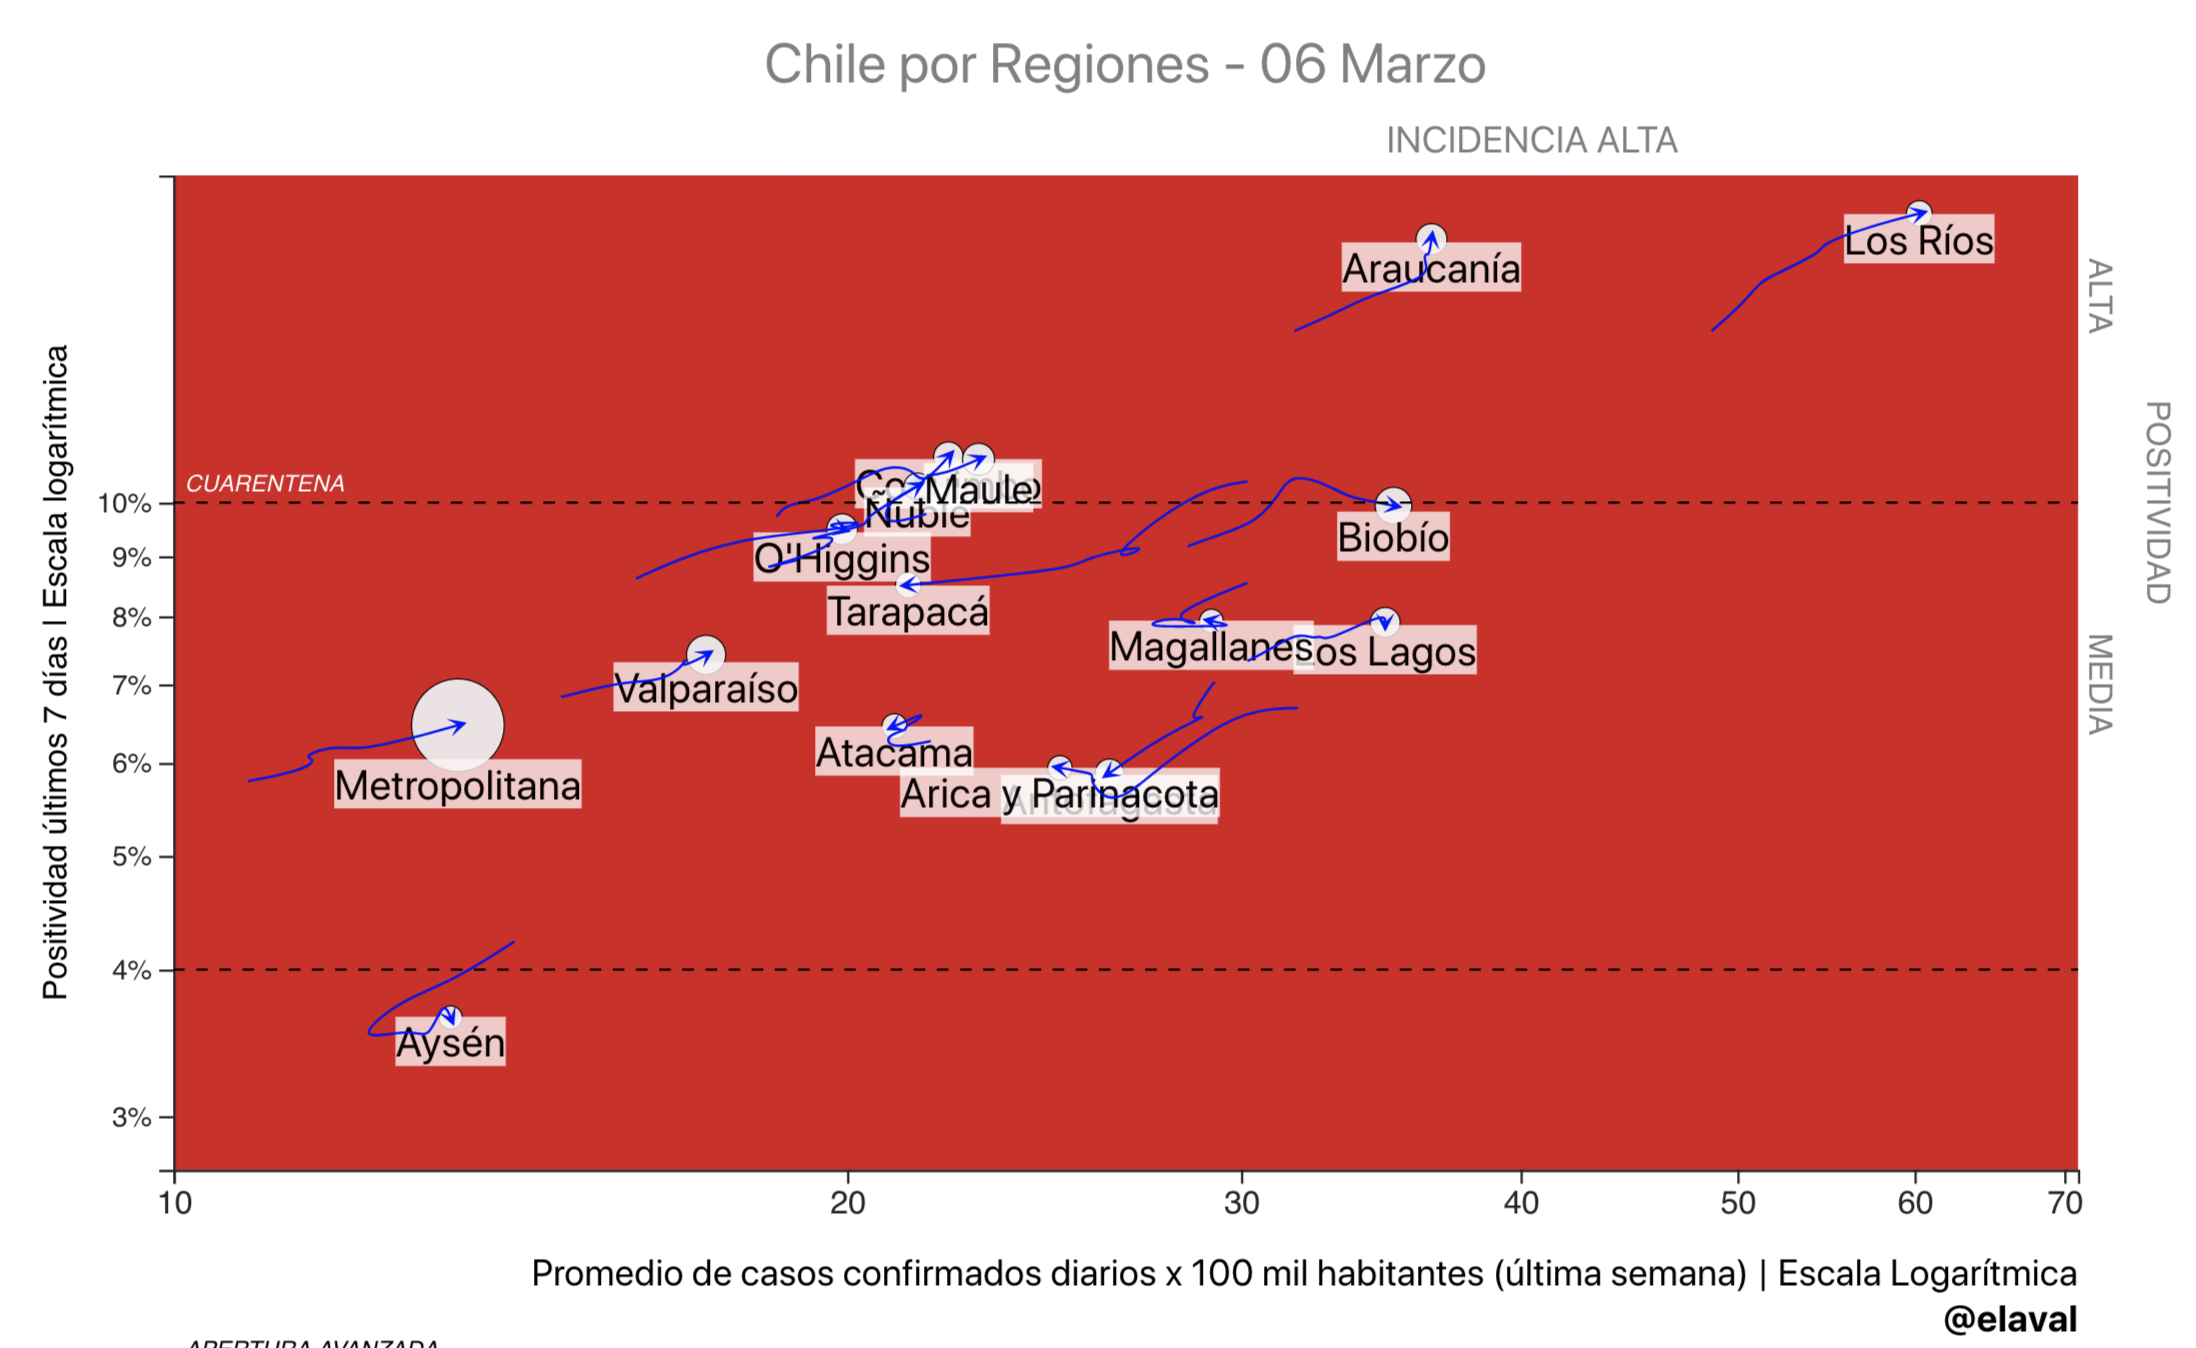 Chile por Regiones - 06 Marzo
INCIDENCIA ALTA
Los Ríos
Araucanía
ALTA
POSITIVIDAD
MEDIA
Positividad últimos 7 días I Escala logarítmica
CUARENTENA
10%
9%
8%
7%
6%
5%
4%
3%
Maule
Ñuble
Biobío
O'Higgins
Tarapacá
Magallanes
Los Lagos
Valparaíso
Metropolitana
Atacama
Arica y Parinacota
Antofagasta
Aysén
10
20
30
40
50
60
70
Promedio de casos confirmados diarios x 100 mil habitantes (última semana) | Escala Logarítmica
@elaval
APERTURA AVANZADA